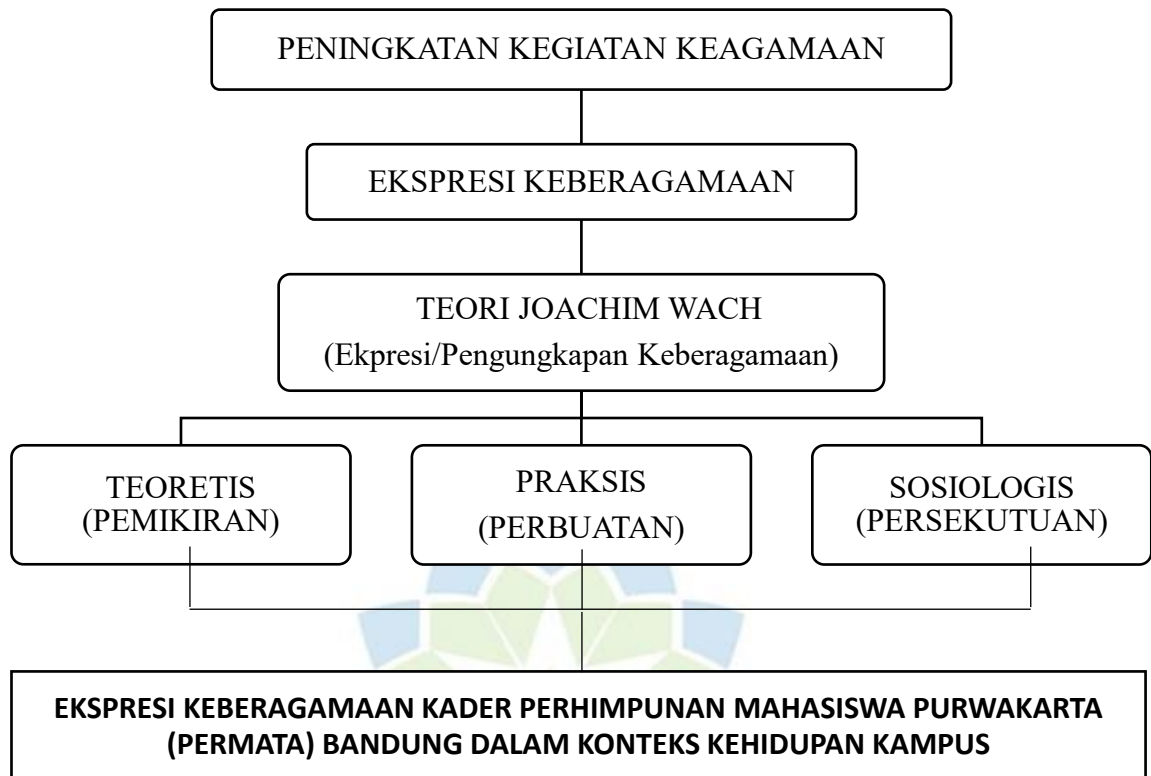 PENINGKATAN KEGIATAN KEAGAMAAN
EKSPRESI KEBERAGAMAAN
TEORI JOACHIM WACH
(Ekpresi/Pengungkapan Keberagamaan)
TEORETIS
(PEMIKIRAN)
PRAKSIS
(PERBUATAN)
SOSIOLOGIS
(PERSEKUTUAN)
EKSPRESI KEBERAGAMAAN KADER PERHIMPUNAN MAHASISWA PURWAKARTA
(PERMATA) BANDUNG DALAM KONTEKS KEHIDUPAN KAMPUS